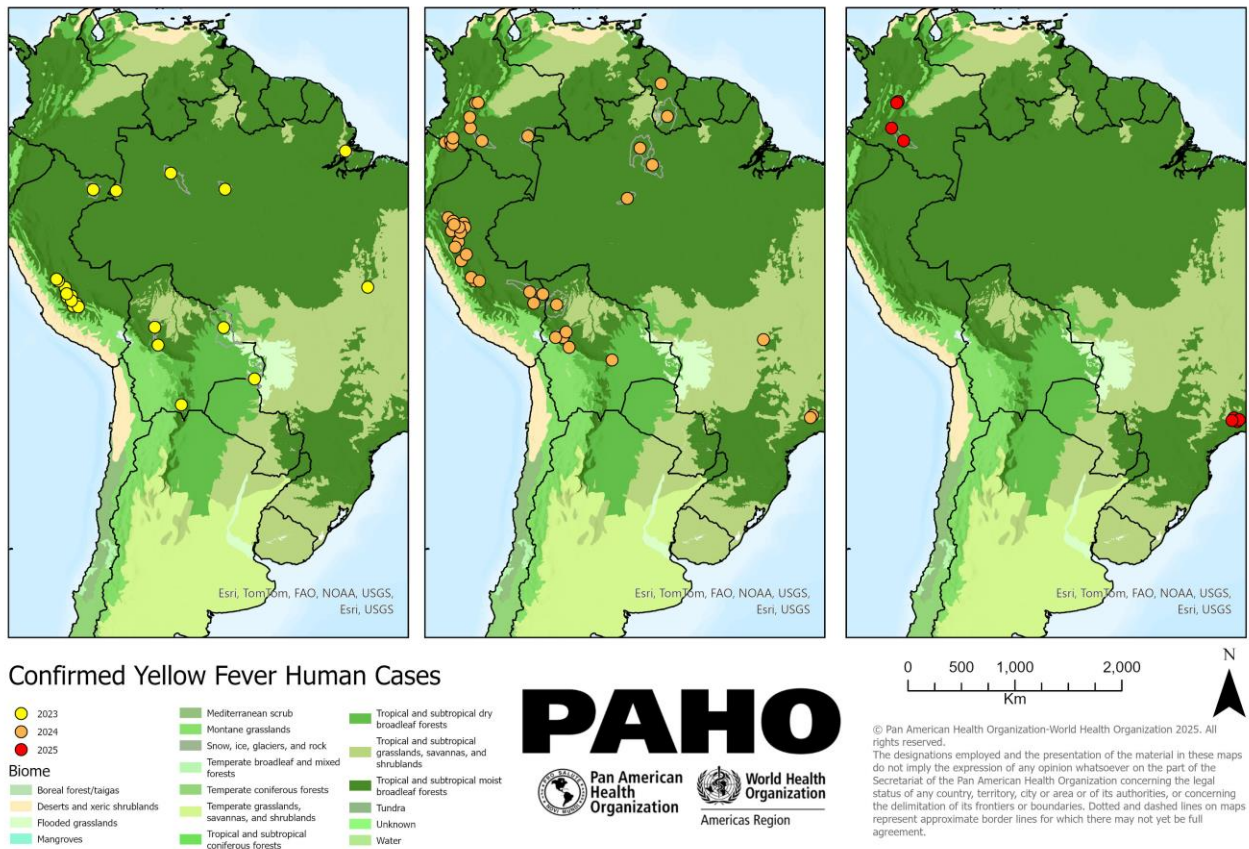 Esri, TomTom, FAO, NOAA, USGS,
Esri, USGS
Esri, TomTom, FAO, NOAA, USGS,
Esri, USGS
Esri, TomTom, FAO, NOAA, USGS,
Esri, USGS
Confirmed Yellow Fever Human Cases
2023
2024
2025
Biome
Boreal forest/taigas
Deserts and xeric shrublands
Flooded grasslands
Mangroves
Mediterranean scrub
Montane grasslands
Snow, ice, glaciers, and rock
Temperate broadleaf and mixed
forests
Temperate coniferous forests
Temperate grasslands,
savannas, and shrublands
Tropical and subtropical
coniferous forests
Tropical and subtropical dry
broadleaf forests
Tropical and subtropical
grasslands, savannas, and
shrublands
Tropical and subtropical moist
broadleaf forests
Tundra
Unknown
Water
PAHO
Pan American
Health
Organization
World Health
Organization
Americas Region
0 500 1,000 2,000
Km
N
© Pan American Health Organization-World Health Organization 2025. All
rights reserved.
The designations employed and the presentation of the material in these maps
do not imply the expression of any opinion whatsoever on the part of the
Secretariat of the Pan American Health Organization concerning the legal
status of any country, territory, city or area or of its authorities, or concerning
the delimitation of its frontiers or boundaries. Dotted and dashed lines on maps
represent approximate border lines for which there may not yet be full
agreement.